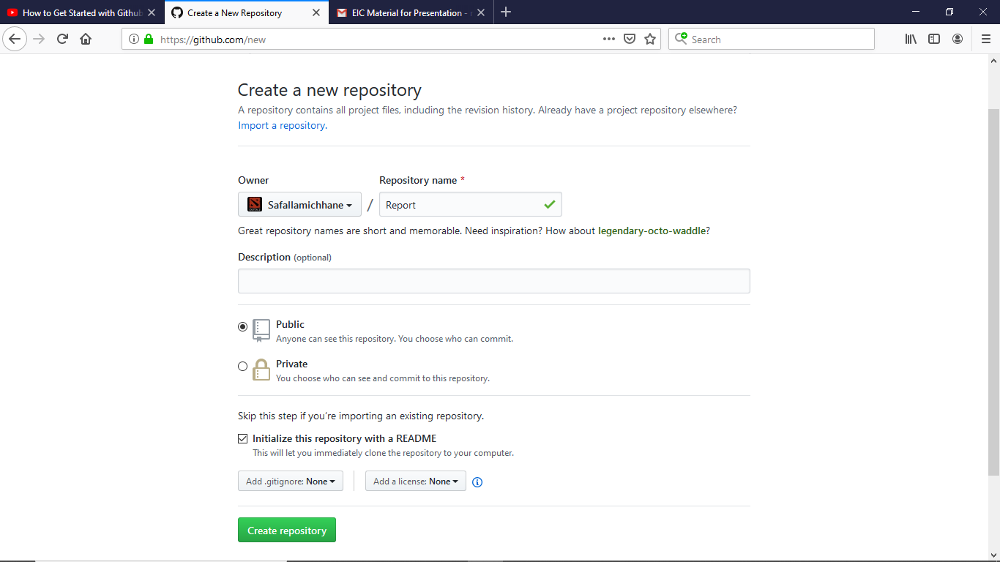 How to Get Started with Github
Create a New Repository
EIC Material for Presentation -
https://github.com/new
Search
Create a new repository
A repository contains all project files, including the revision history. Already have a project repository elsewhere?
Import a repository.
Owner
Repository name *
Safallamichhane / Report
Great repository names are short and memorable. Need inspiration? How about legendary-octo-waddle?
Description (optional)
Public
Anyone can see this repository. You choose who can commit.
Private
You choose who can see and commit to this repository.
Skip this step if you're importing an existing repository.
Initialize this repository with a README
This will let you immediately clone the repository to your computer.
Add .gitignore: None
Add a license: None
Create repository